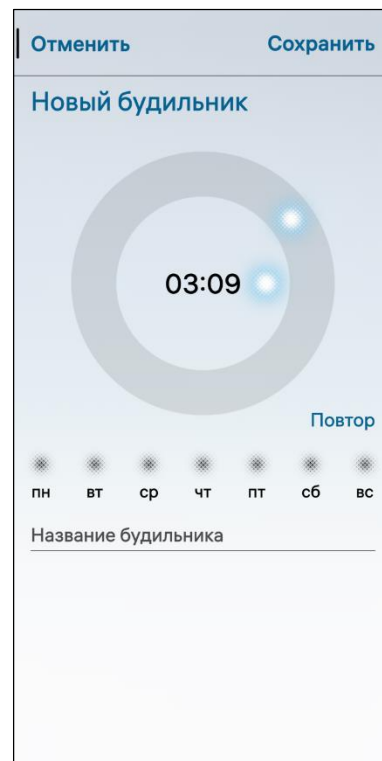 Отменить Сохранить
Новый будильник
03:09
Повтор
пн вт ср чт пт сб вс
Название будильника